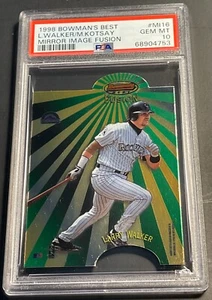 1998 BOWMAN'S BEST #MI16
L.WALKER/M.KOTSAY GEM MT
MIRROR IMAGE FUSION 10
PSA 68904753
LARRY WALKER